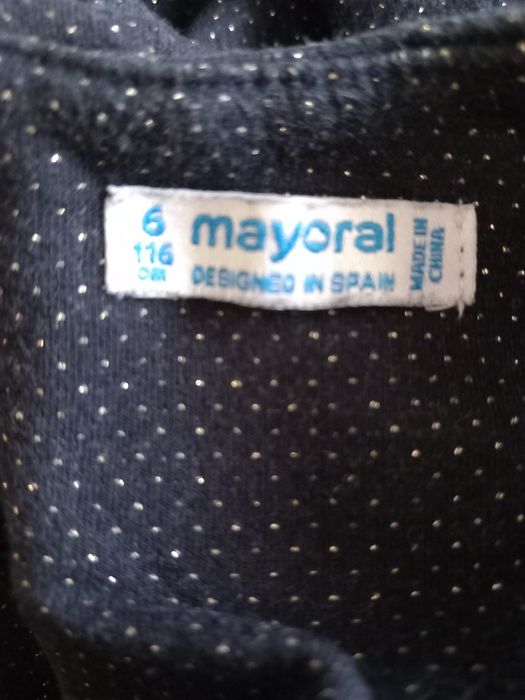 6
116
CM
mayoral
DESIGNED IN SPAIN
MADE IN
CHINA